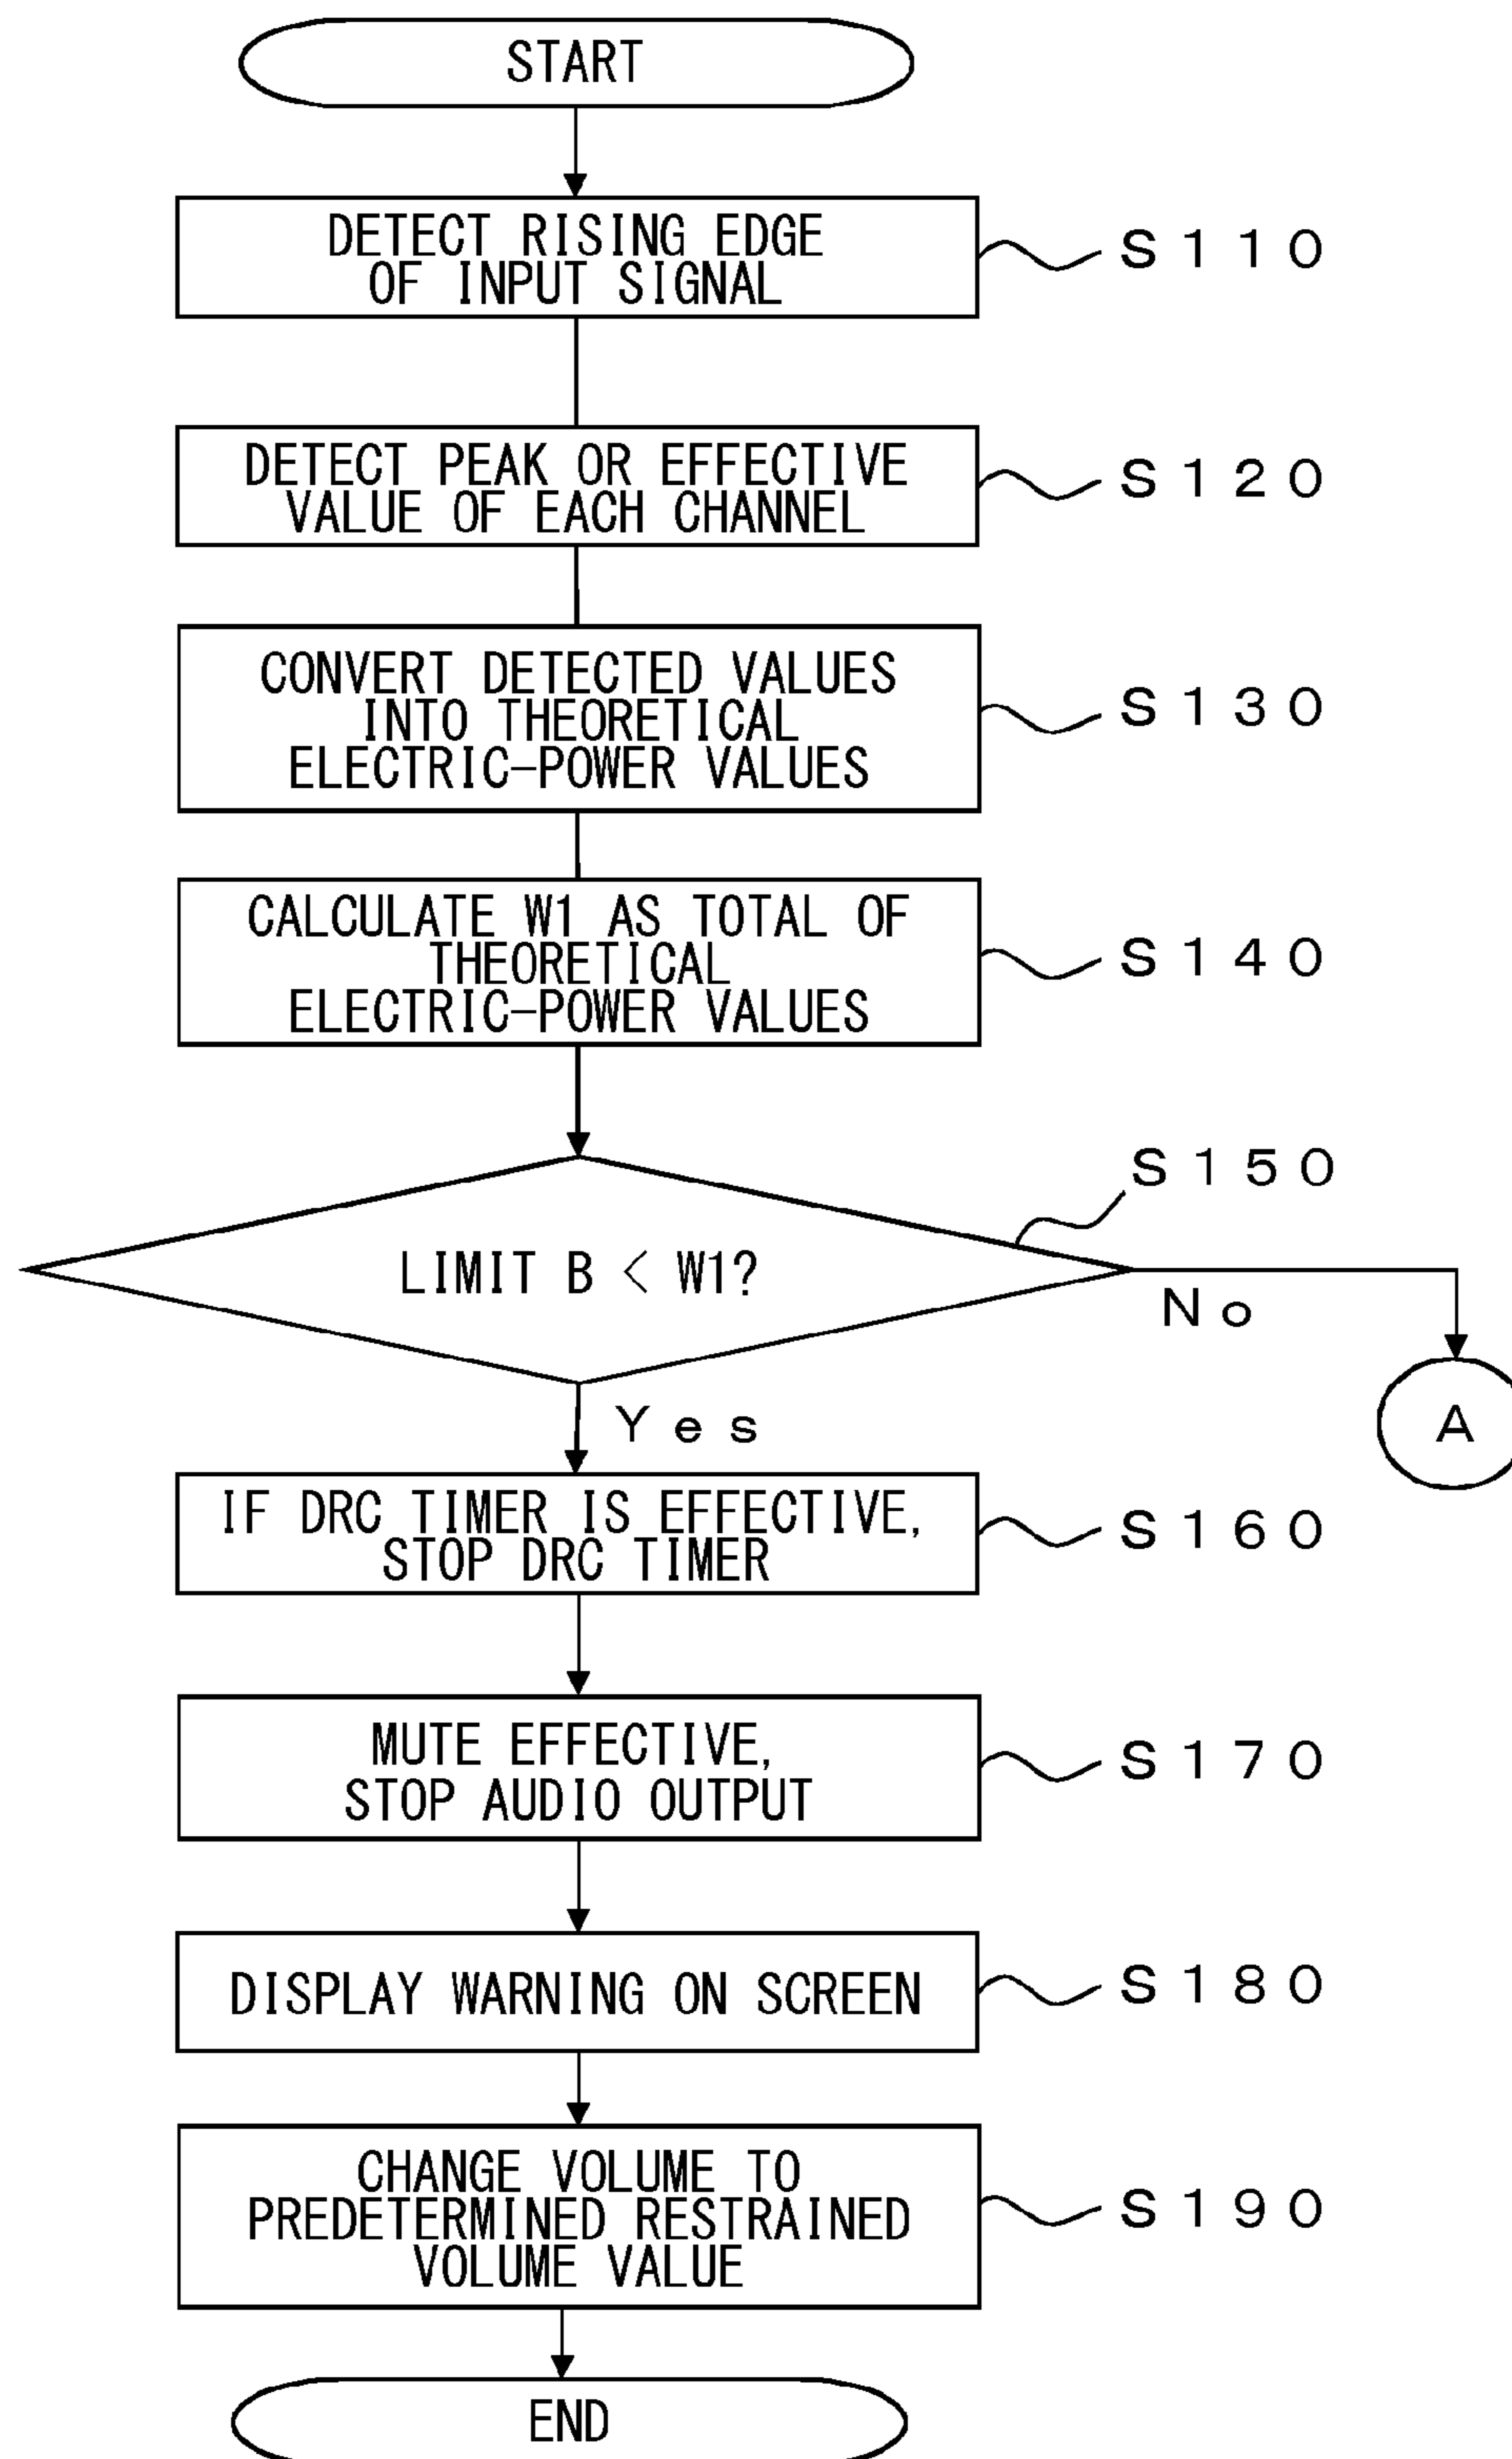 START
DETECT RISING EDGE
OF INPUT SIGNAL
S110
DETECT PEAK OR EFFECTIVE
VALUE OF EACH CHANNEL
S120
CONVERT DETECTED VALUES
INTO THEORETICAL
ELECTRIC-POWER VALUES
S130
CALCULATE W1 AS TOTAL OF
THEORETICAL
ELECTRIC-POWER VALUES
S140
S150
LIMIT B < W1?
No
A
Yes
IF DRC TIMER IS EFFECTIVE,
STOP DRC TIMER
S160
MUTE EFFECTIVE,
STOP AUDIO OUTPUT
S170
DISPLAY WARNING ON SCREEN
S180
CHANGE VOLUME TO
PREDETERMINED RESTRAINED
VOLUME VALUE
S190
END